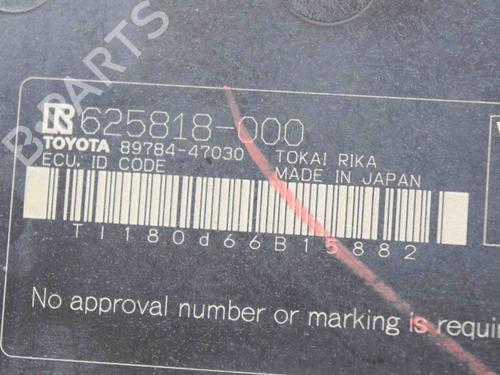 B-PARTS
R 625818-000
TOYOTA 89784-47030 TOKAI RIKA
ECU. ID CODE MADE IN JAPAN
TI180d66B15882
No approval number or marking is requir